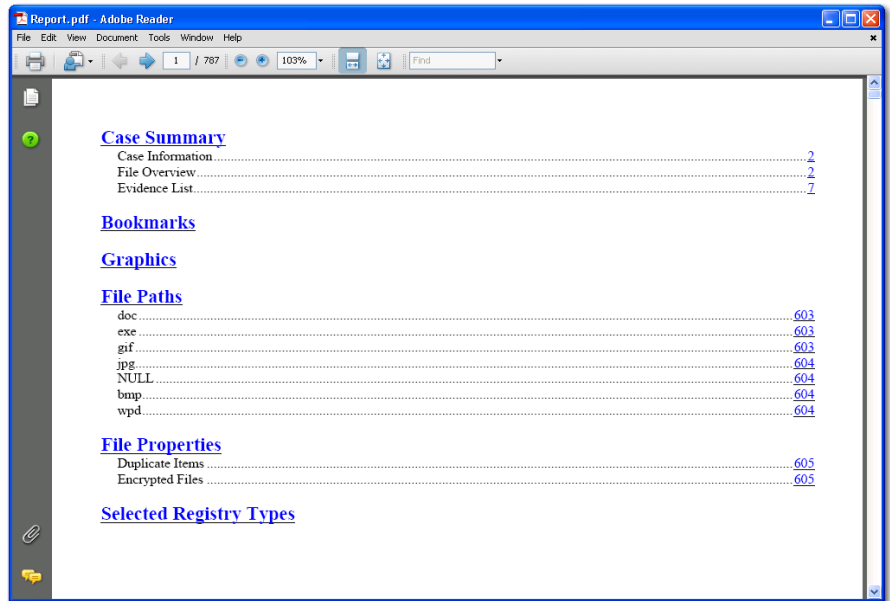 Report.pdf - Adobe Reader
File Edit View Document Tools Window Help
1 / 787 103% Find
Case Summary
Case Information 2
File Overview 2
Evidence List 7
Bookmarks
Graphics
File Paths
doc 603
exe 603
gif 603
jpg 604
NULL 604
bmp 604
wpd 604
File Properties
Duplicate Items 605
Encrypted Files 605
Selected Registry Types